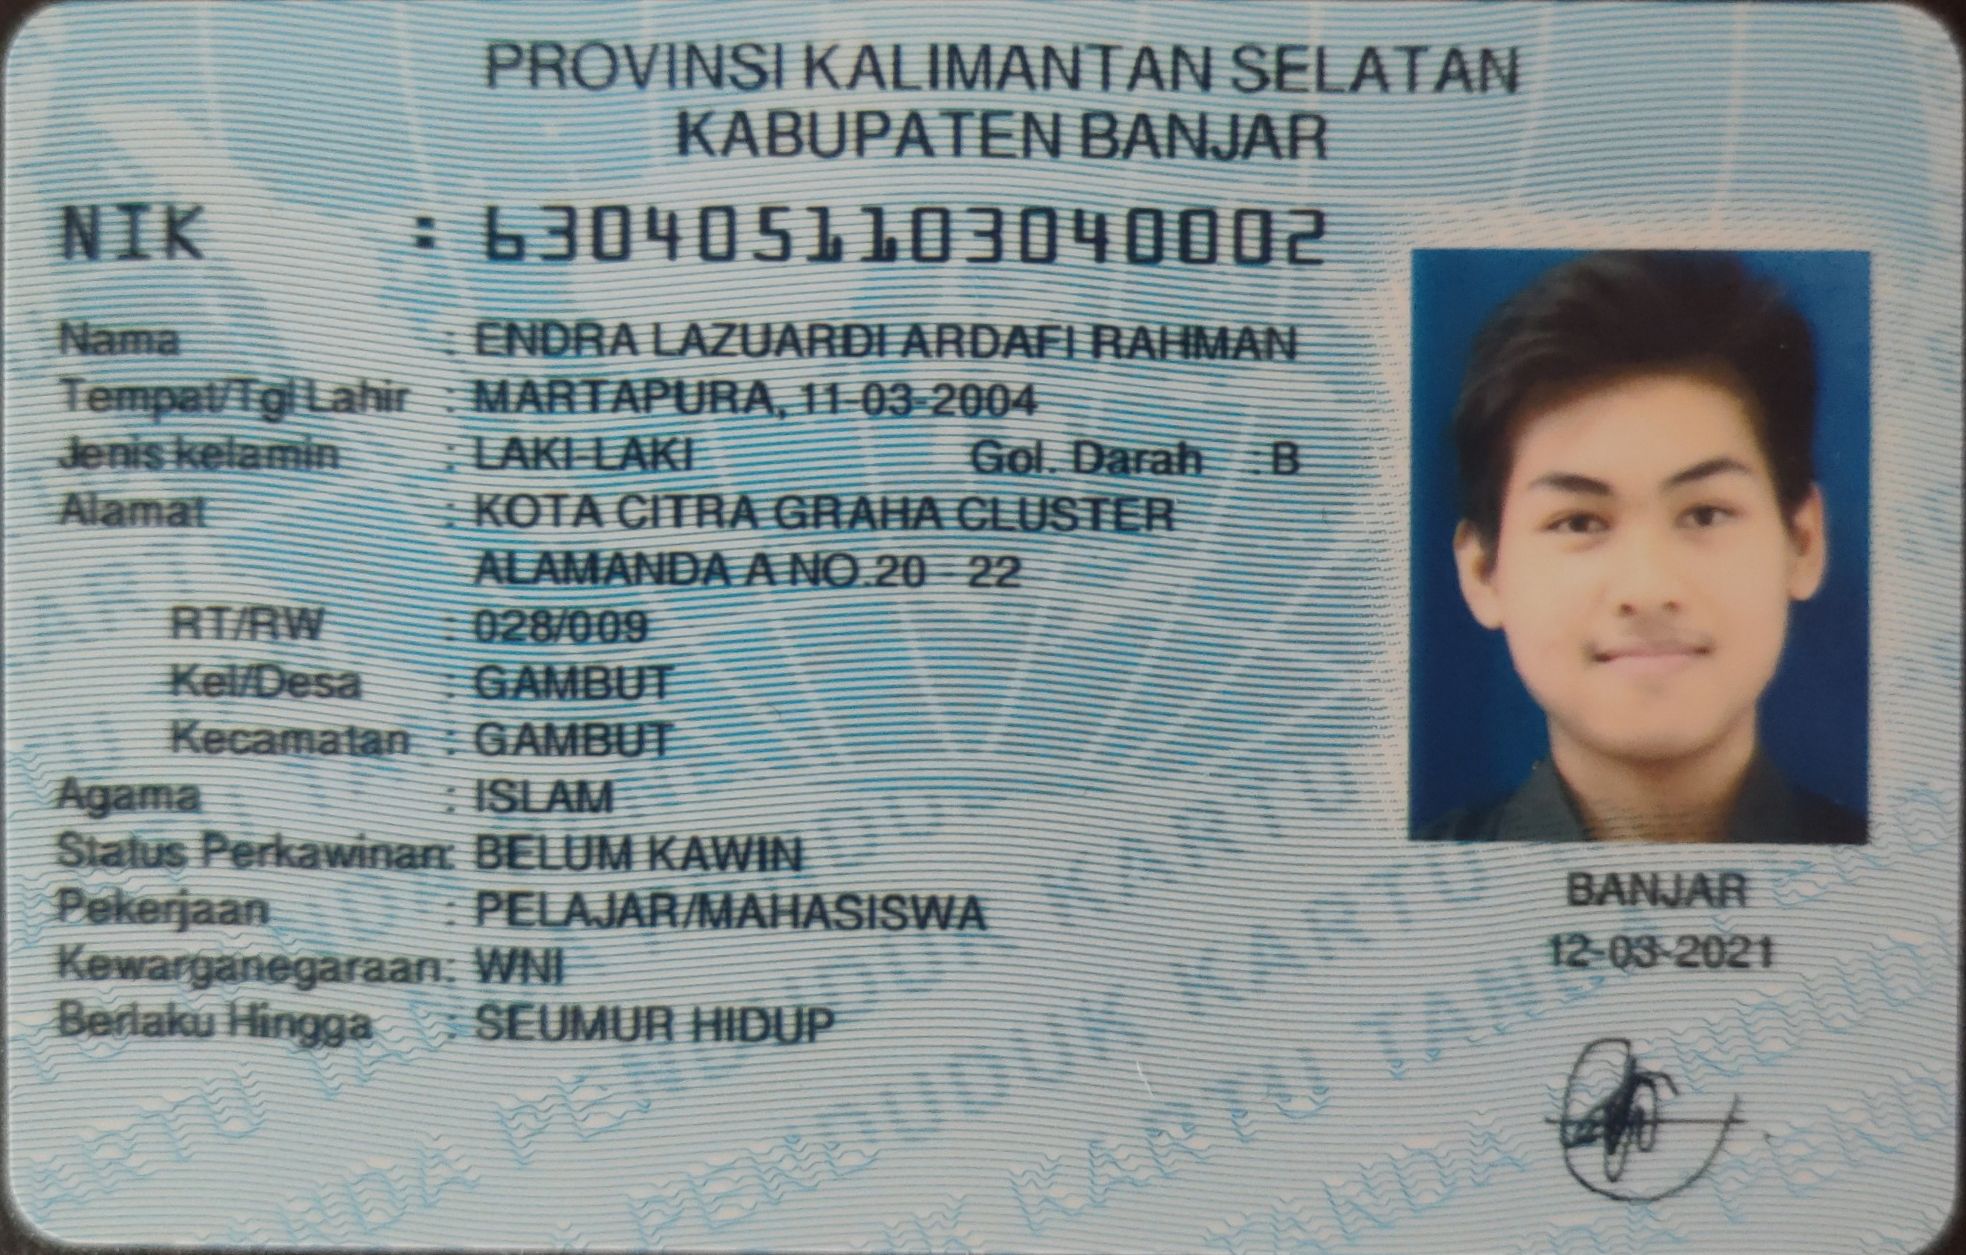 PROVINSI KALIMANTAN SELATAN
KABUPATEN BANJAR
NIK : 6304051103040002
Nama : ENDRA LAZUARDI ARDAFI RAHMAN
Tempat/Tgl Lahir : MARTAPURA, 11-03-2004
Jenis kelamin : LAKI-LAKI Gol. Darah : B
Alamat : KOTA CITRA GRAHA CLUSTER
ALAMANDA A NO.20 - 22
RT/RW : 028/009
Kel/Desa : GAMBUT
Kecamatan : GAMBUT
Agama : ISLAM
Status Perkawinan: BELUM KAWIN
Pekerjaan : PELAJAR/MAHASISWA
Kewarganegaraan: WNI
Berlaku Hingga : SEUMUR HIDUP
BANJAR
12-03-2021